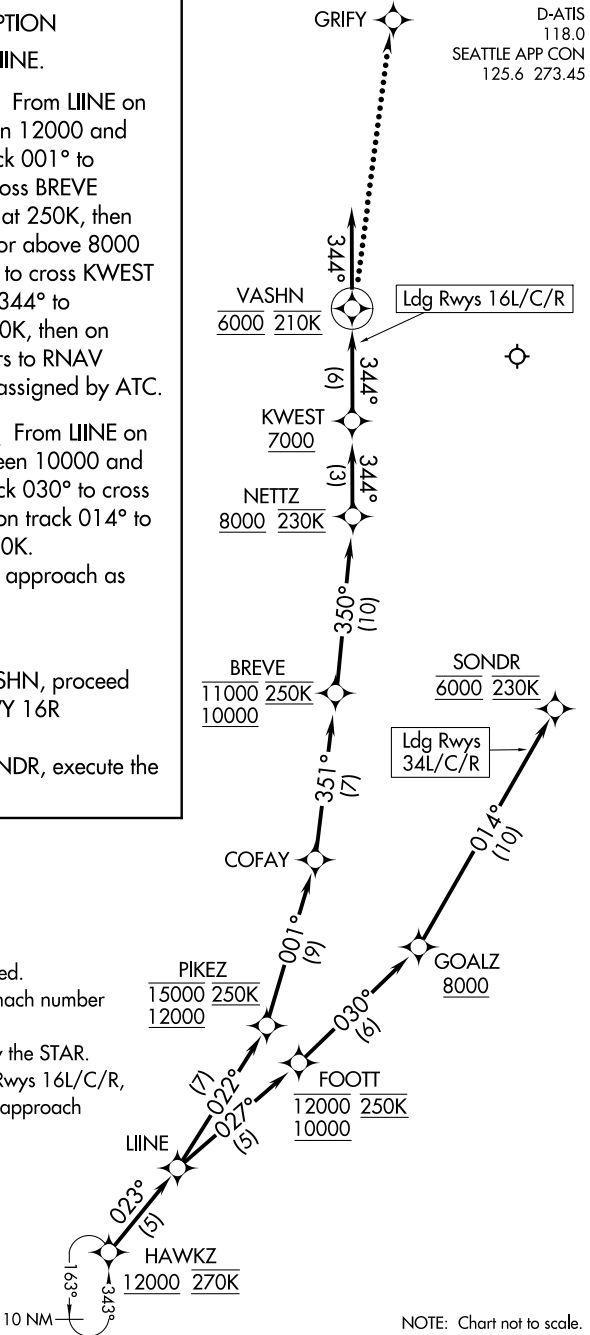 PTION
IINE.
From LIINE on
n 12000 and
ck 001° to
oss BREVE
at 250K, then
or above 8000
to cross KWEST
344° to
0K, then on
rs to RNAV
assigned by ATC.
From LIINE on
een 10000 and
ck 030° to cross
on track 014° to
0K.
approach as
SHN, proceed
VY 16R
NDR, execute the
ed.
nach number
y the STAR.
Rwys 16L/C/R,
approach
D-ATIS
118.0
SEATTLE APP CON
125.6 273.45
GRIFY
344°
VASHN
6000 210K
Ldg Rwys 16L/C/R
344°
(6)
KWEST
7000
344°
(3)
NETTZ
8000 230K
350°
(10)
BREVE
11000 250K
10000
SONDR
6000 230K
Ldg Rwys
34L/C/R
351°
(7)
014°
(10)
COFAY
001°
(9)
GOALZ
8000
PIKEZ
15000 250K
12000
030°
(6)
FOOTT
12000 250K
10000
(7)
022°
027°
(5)
LIINE
023°
(5)
HAWKZ
12000 270K
163°
343°
10 NM
NOTE: Chart not to scale.